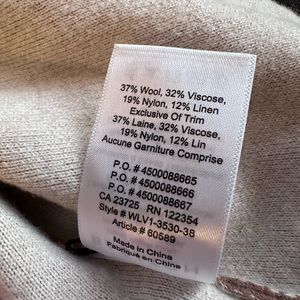 37% Wool, 32% Viscose,
19% Nylon, 12% Linen
Exclusive Of Trim
37% Laine, 32% Viscose,
19% Nylon, 12% Lin
Aucune Garniture Comprise
P.O. # 4500088665
P.O. # 4500088666
P.O. # 4500088667
CA 23725 RN 122354
Style # WLV1-3530-38
Article # 60589
Made in China
Fabriqué en China